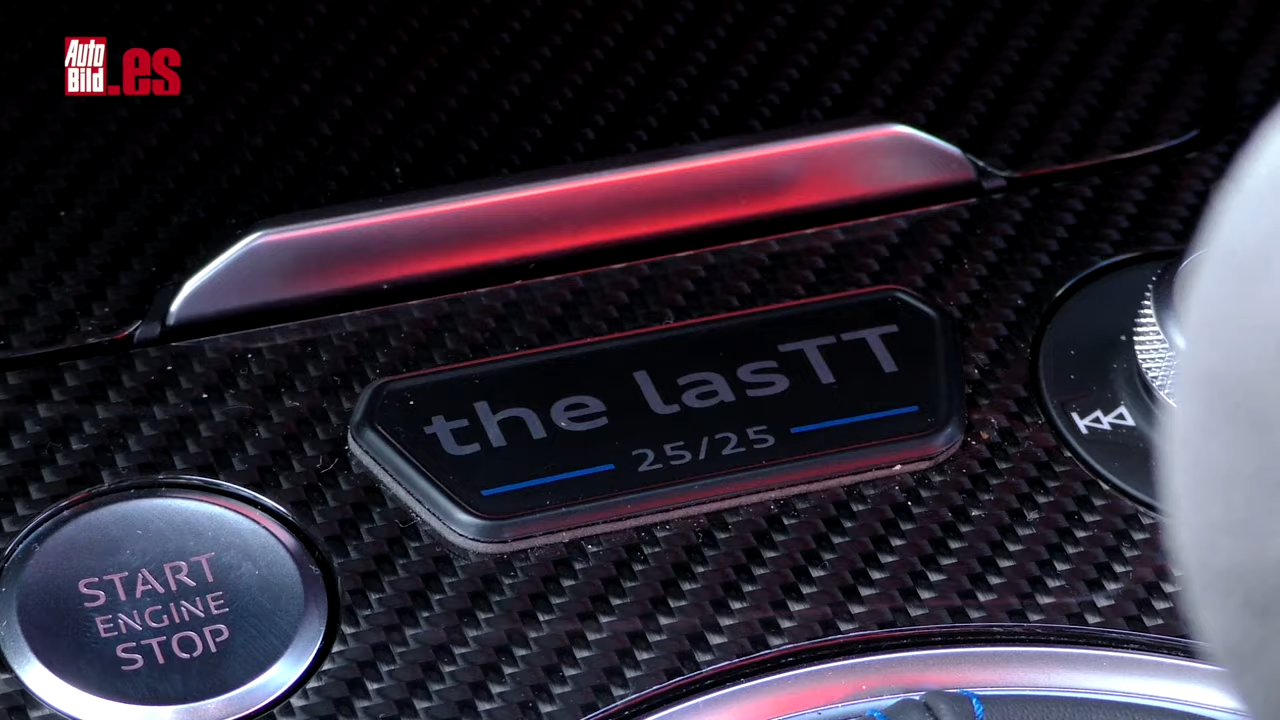 Auto
Bild
.es
the lasTT
25/25
START
ENGINE
STOP